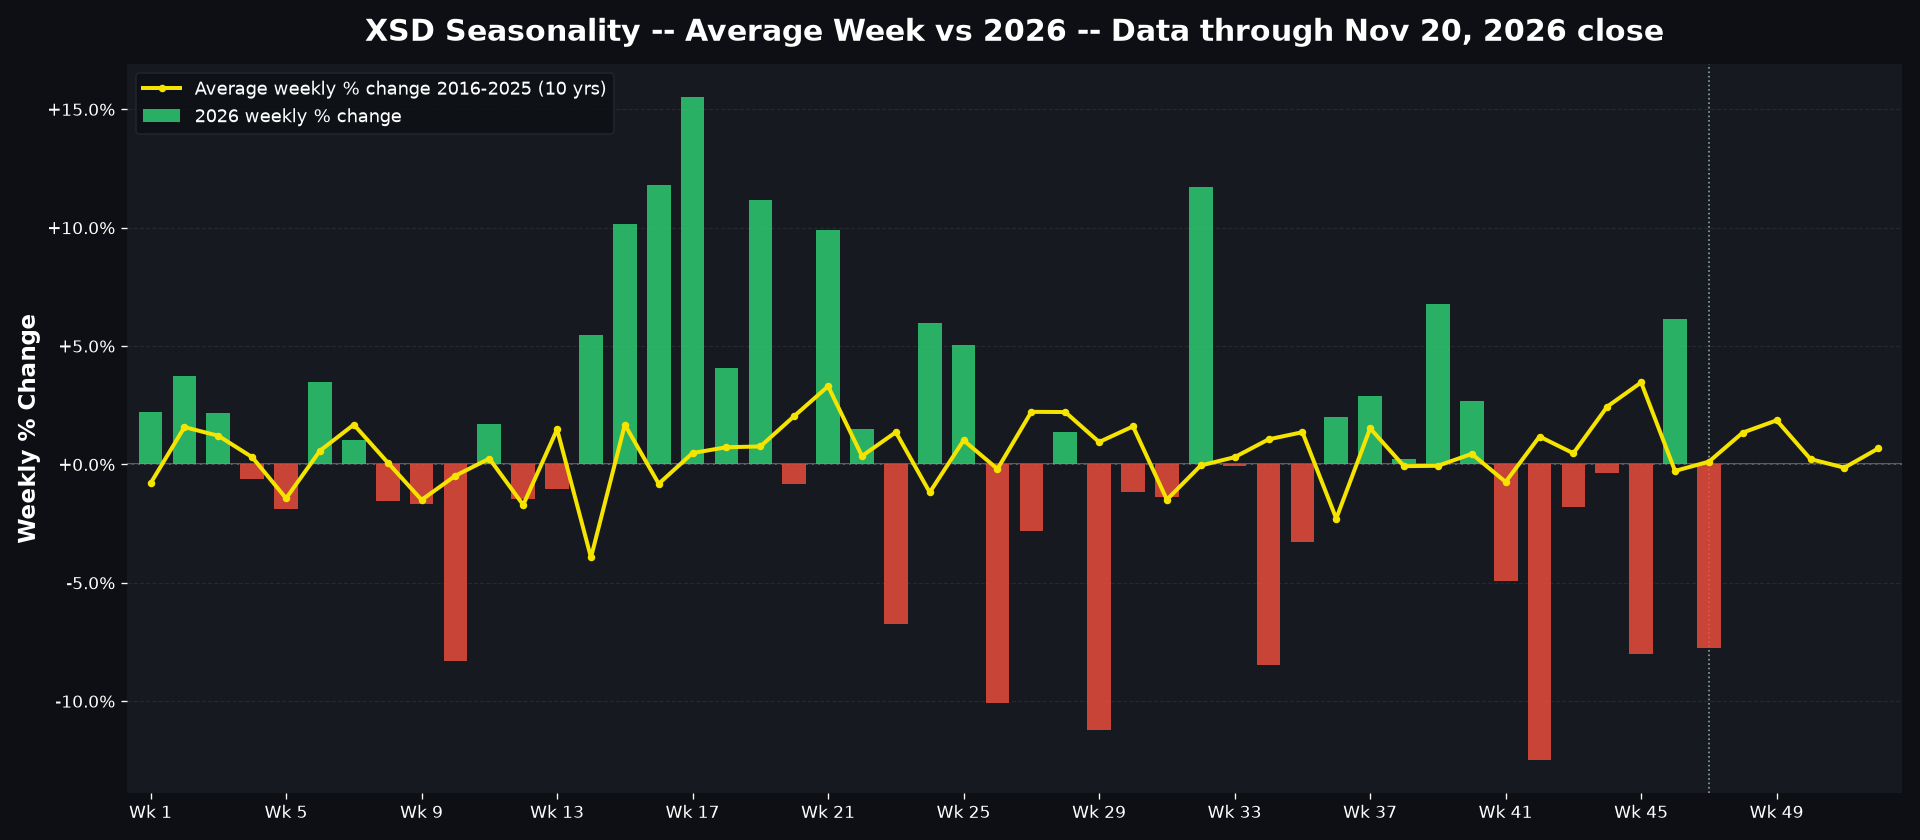 XSD Seasonality -- Average Week vs 2026 -- Data through Nov 20, 2026 close
Average weekly % change 2016-2025 (10 yrs)
2026 weekly % change
Weekly % Change
+15.0%
+10.0%
+5.0%
+0.0%
-5.0%
-10.0%
Wk 1 Wk 5 Wk 9 Wk 13 Wk 17 Wk 21 Wk 25 Wk 29 Wk 33 Wk 37 Wk 41 Wk 45 Wk 49